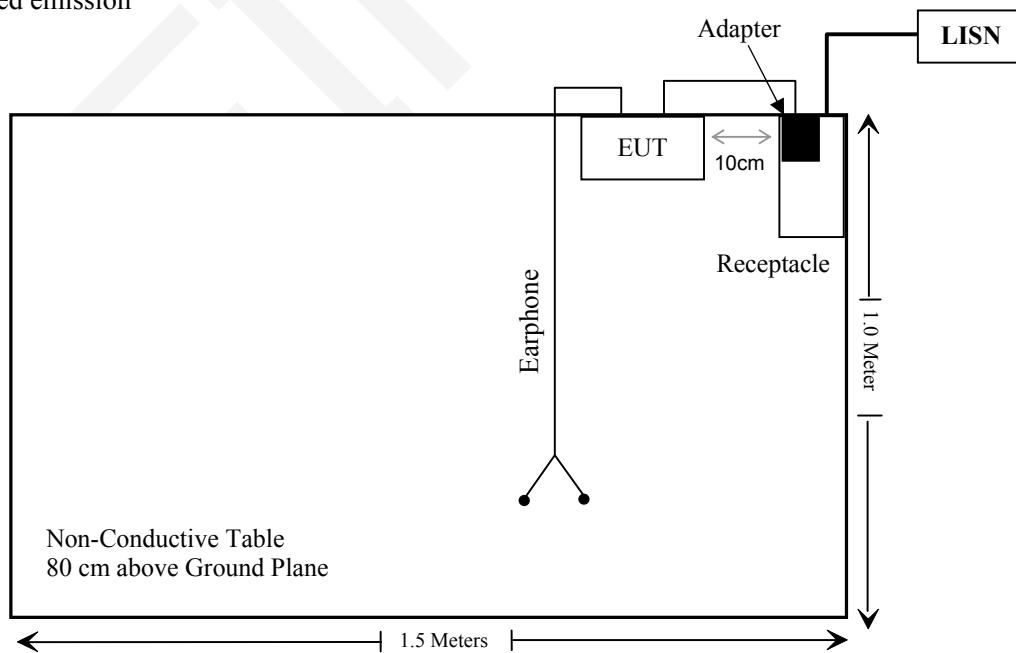 ed emission
Adapter
LISN
EUT
10cm
Receptacle
Earphone
1.0 Meter
Non-Conductive Table
80 cm above Ground Plane
1.5 Meters